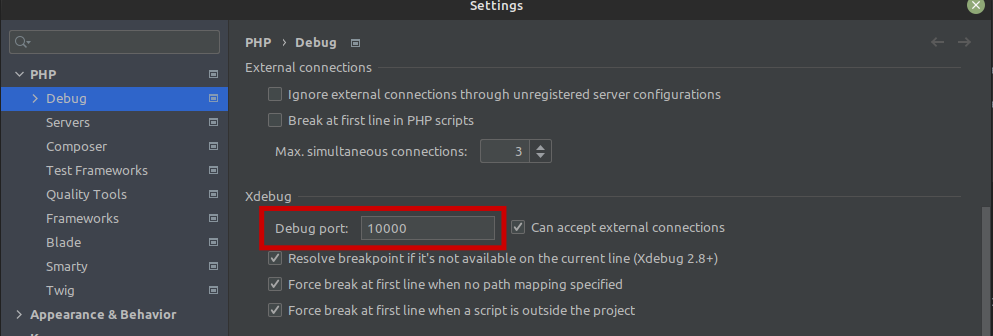 Settings
PHP › Debug
PHP
Debug
Servers
Composer
Test Frameworks
Quality Tools
Frameworks
Blade
Smarty
Twig
Appearance & Behavior
External connections
Ignore external connections through unregistered server configurations
Break at first line in PHP scripts
Max. simultaneous connections: 3
Xdebug
Debug port: 10000 Can accept external connections
Resolve breakpoint if it's not available on the current line (Xdebug 2.8+)
Force break at first line when no path mapping specified
Force break at first line when a script is outside the project